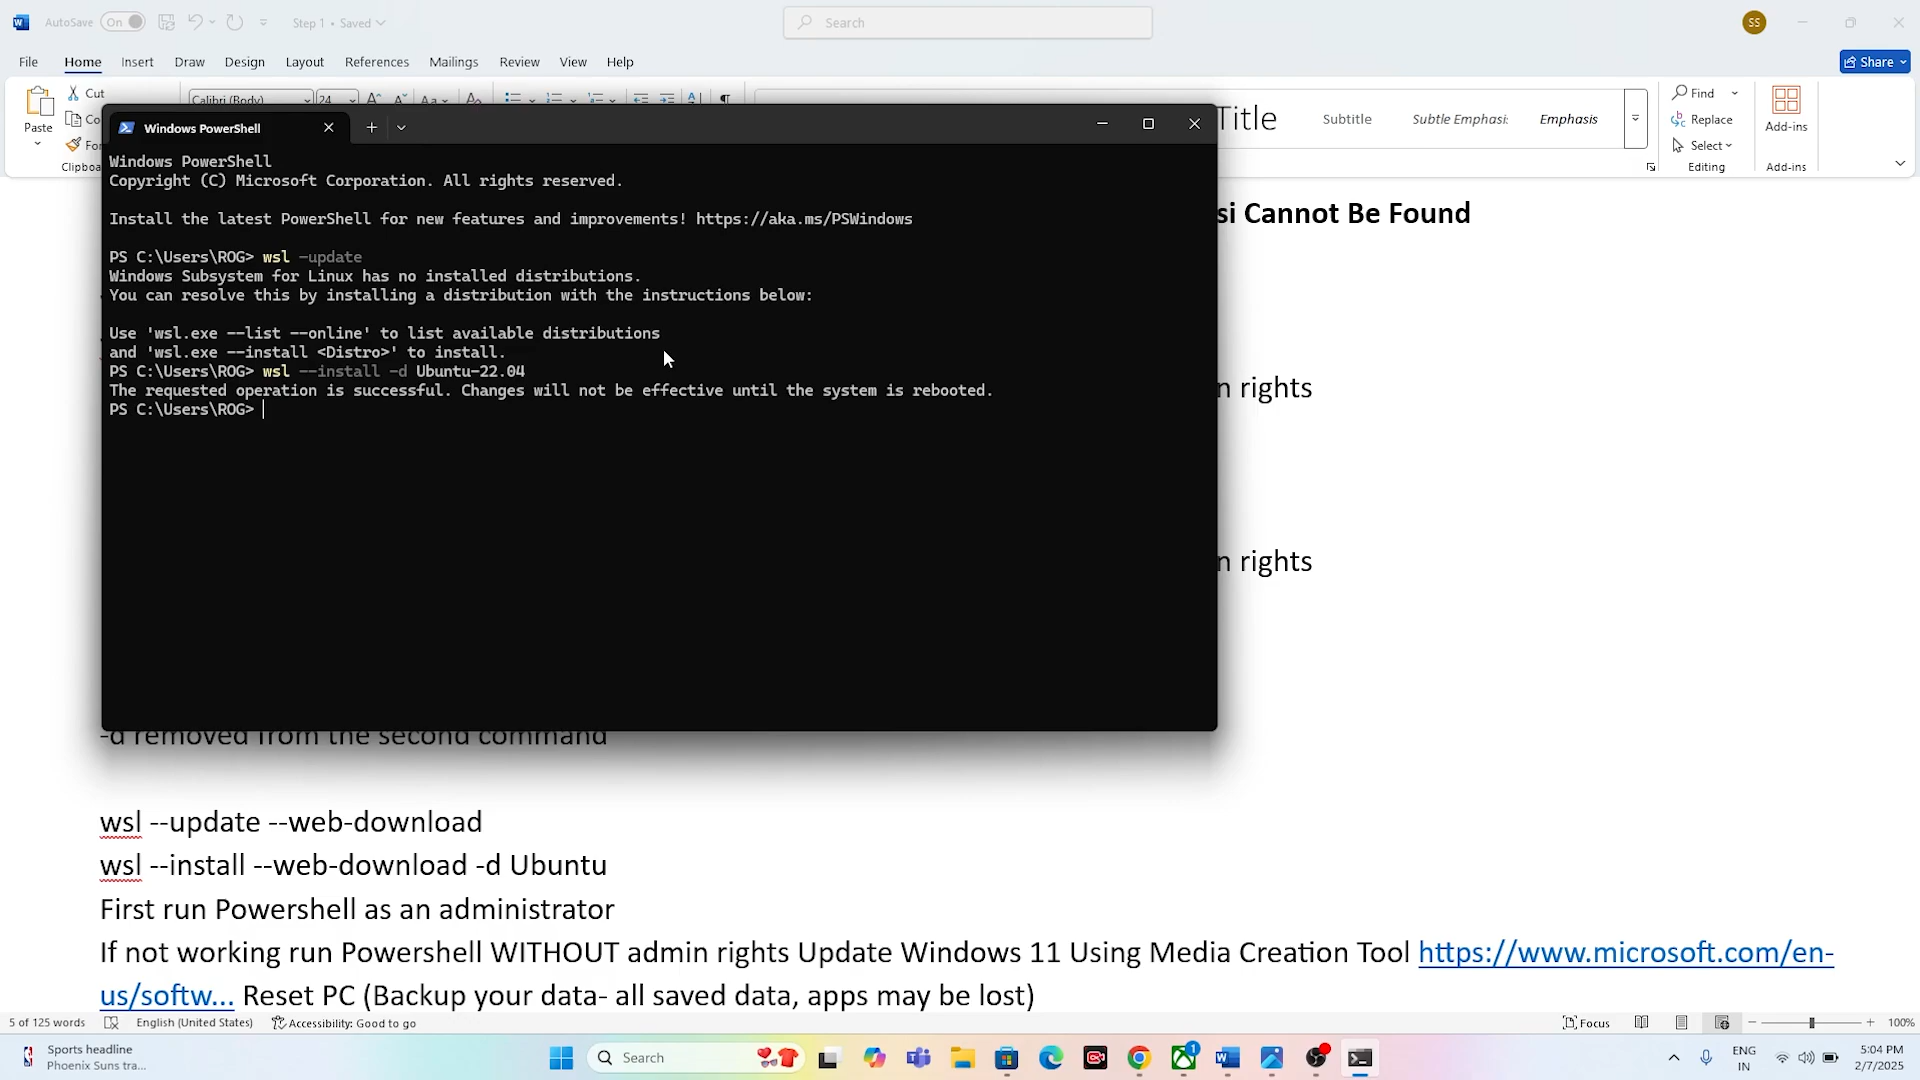 AutoSave On Step 1 • Saved Search SS
File Home Insert Draw Design Layout References Mailings Review View Help Share
Paste Cut Calibri (Body) 24 Title Subtitle Subtle Emphasis Emphasis Find Replace Select Editing Add-ins Add-ins
Windows PowerShell
Windows PowerShell
Copyright (C) Microsoft Corporation. All rights reserved.
Install the latest PowerShell for new features and improvements! https://aka.ms/PSWindows
PS C:\Users\ROG> wsl -update
Windows Subsystem for Linux has no installed distributions.
You can resolve this by installing a distribution with the instructions below:
Use 'wsl.exe --list --online' to list available distributions
and 'wsl.exe --install <Distro>' to install.
PS C:\Users\ROG> wsl --install -d Ubuntu-22.04
The requested operation is successful. Changes will not be effective until the system is rebooted.
PS C:\Users\ROG>
si Cannot Be Found
n rights
n rights
-d removed from the second command
wsl --update --web-download
wsl --install --web-download -d Ubuntu
First run Powershell as an administrator
If not working run Powershell WITHOUT admin rights Update Windows 11 Using Media Creation Tool https://www.microsoft.com/en-
us/softw... Reset PC (Backup your data- all saved data, apps may be lost)
5 of 125 words English (United States) Accessibility: Good to go Focus 100%
Sports headline
Phoenix Suns tra...
Search
1
ENG
IN
5:04 PM
2/7/2025